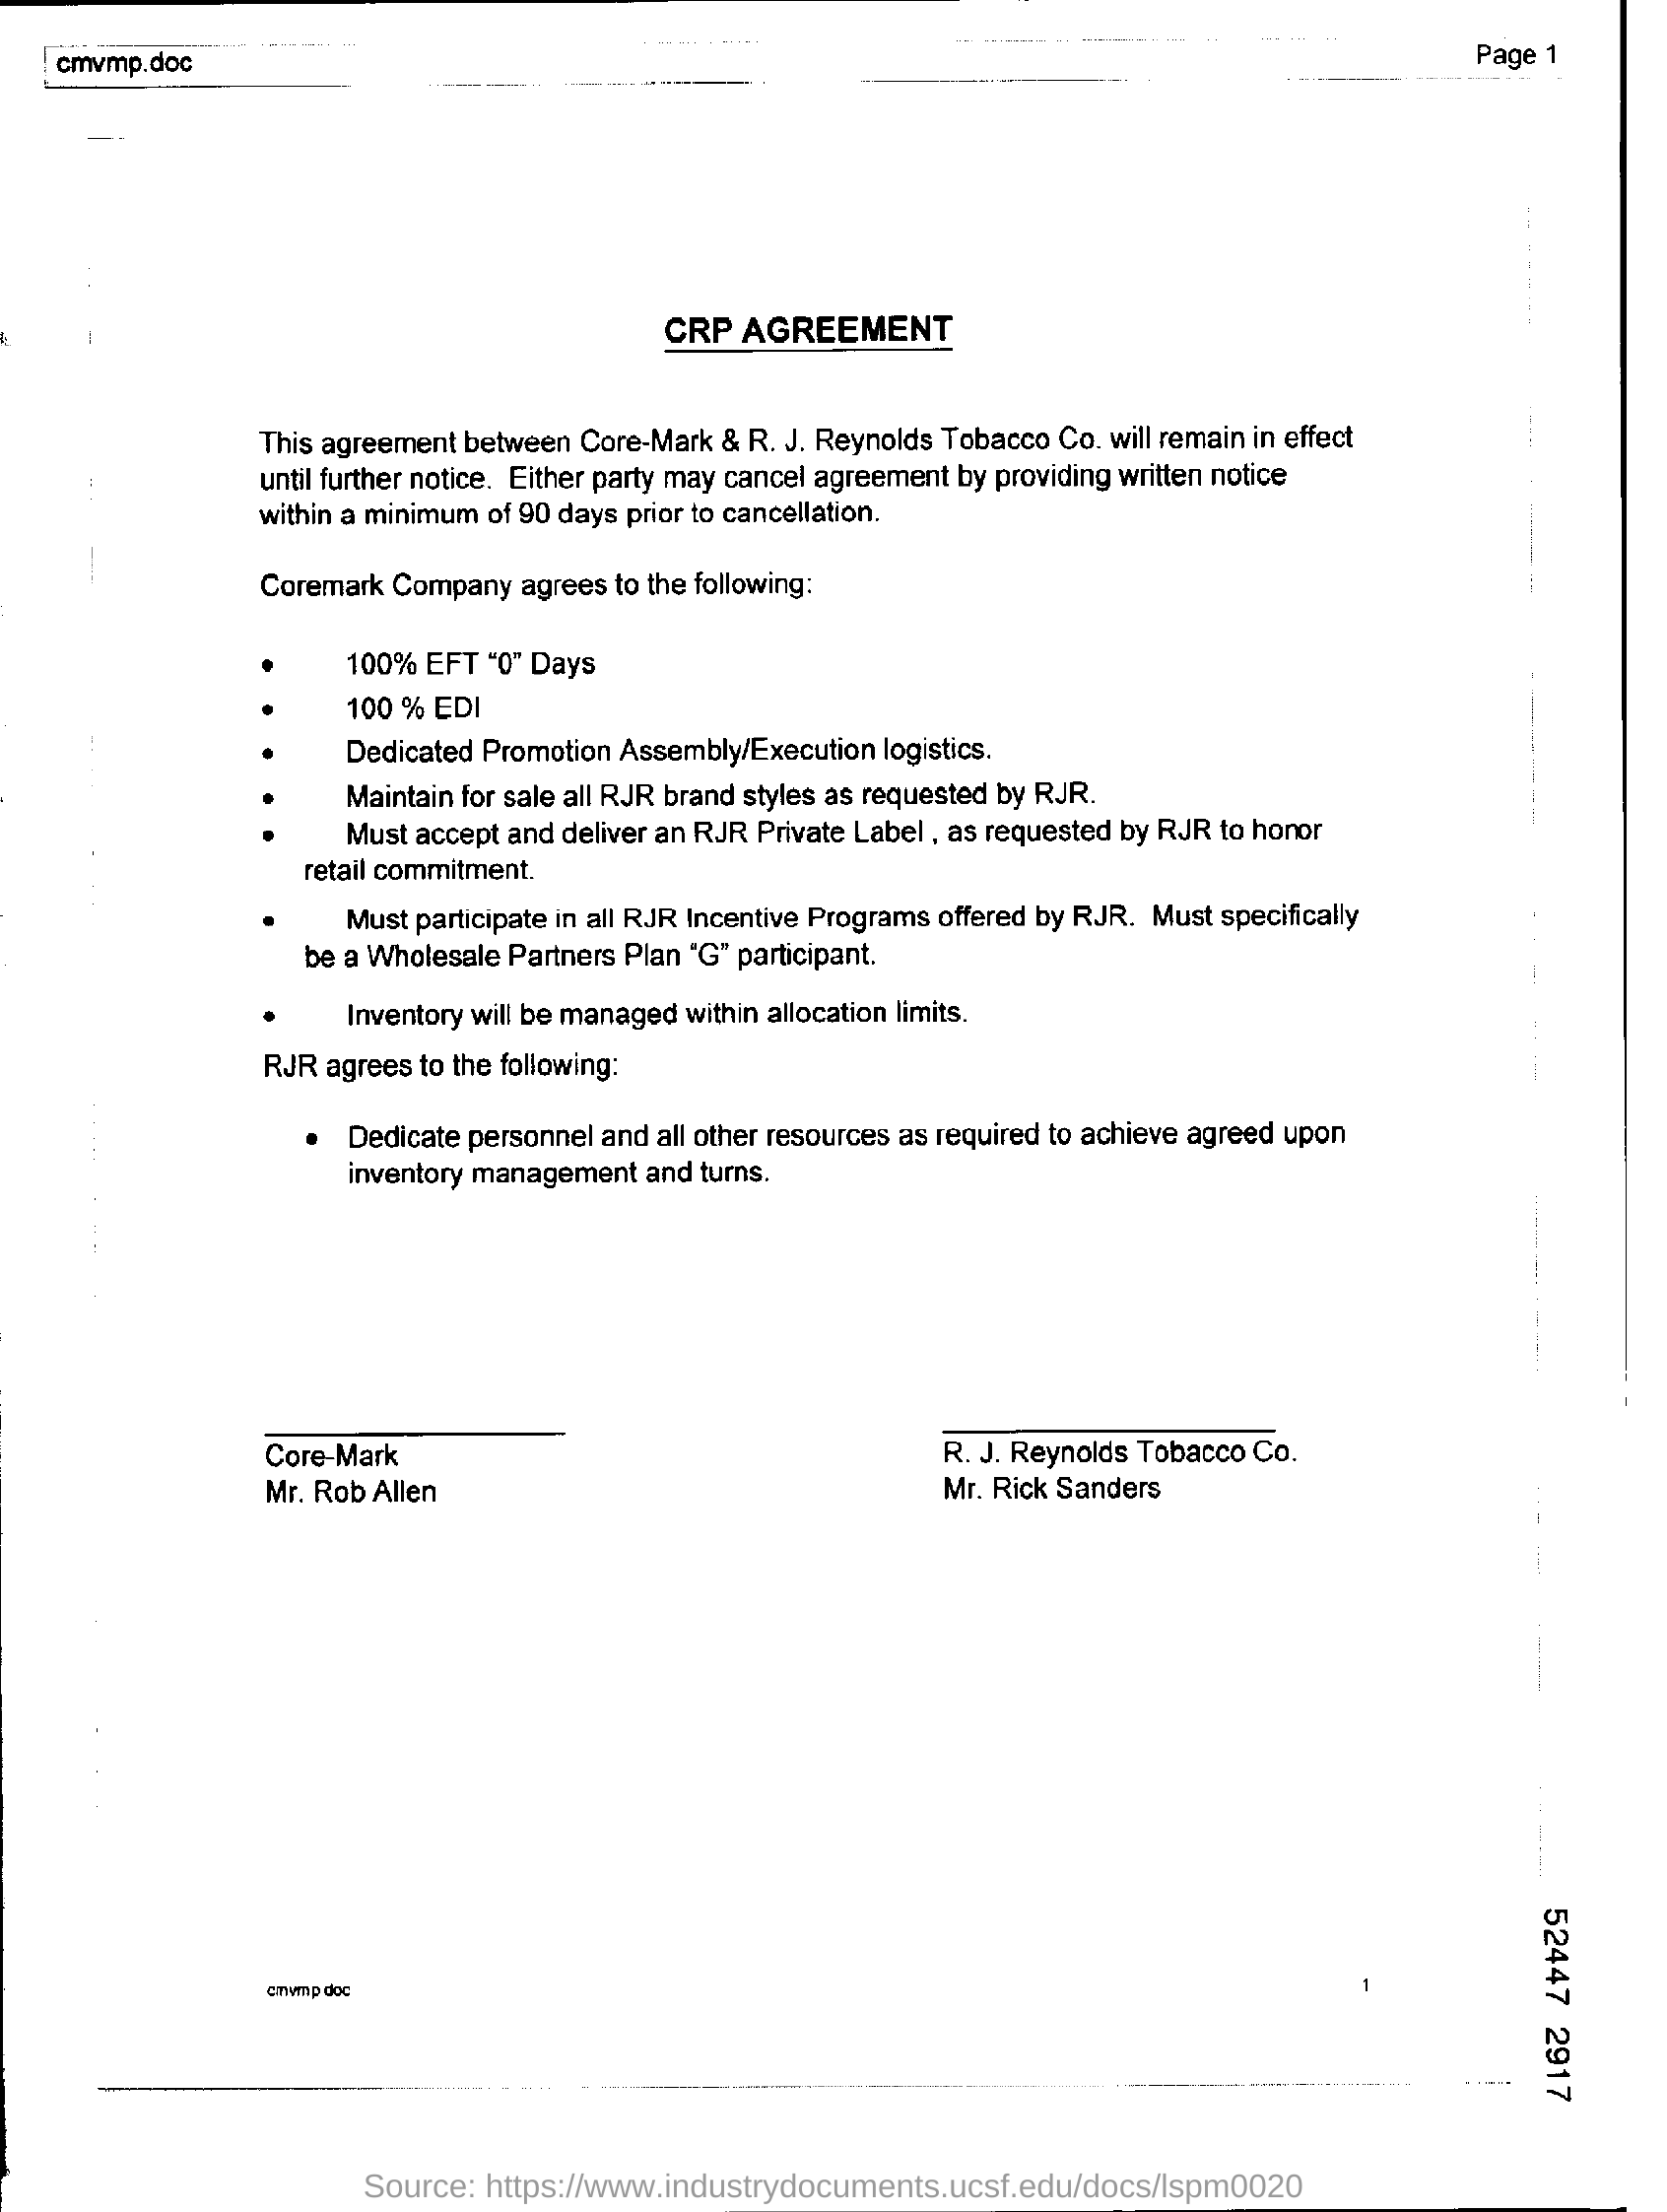 cmvmp.doc
Page 1
CRP AGREEMENT
This agreement between Core-Mark & R. J. Reynolds Tobacco Co. will remain in effect
until further notice.  Either party may cancel agreement by providing written notice
within a minimum of 90 days prior to cancellation.
Coremark Company agrees to the following:
• 100% EFT “0” Days
• 100 % EDI
• Dedicated Promotion Assembly/Execution logistics.
• Maintain for sale all RJR brand styles as requested by RJR.
• Must accept and deliver an RJR Private Label , as requested by RJR to honor
retail commitment.
• Must participate in all RJR Incentive Programs offered by RJR.  Must specifically
be a Wholesale Partners Plan “G” participant.
• Inventory will be managed within allocation limits.
RJR agrees to the following:
• Dedicate personnel and all other resources as required to achieve agreed upon
inventory management and turns.
Core-Mark
Mr. Rob Allen
R. J. Reynolds Tobacco Co.
Mr. Rick Sanders
cmvmp doc
1
52447 2917
Source: https://www.industrydocuments.ucsf.edu/docs/lspm0020